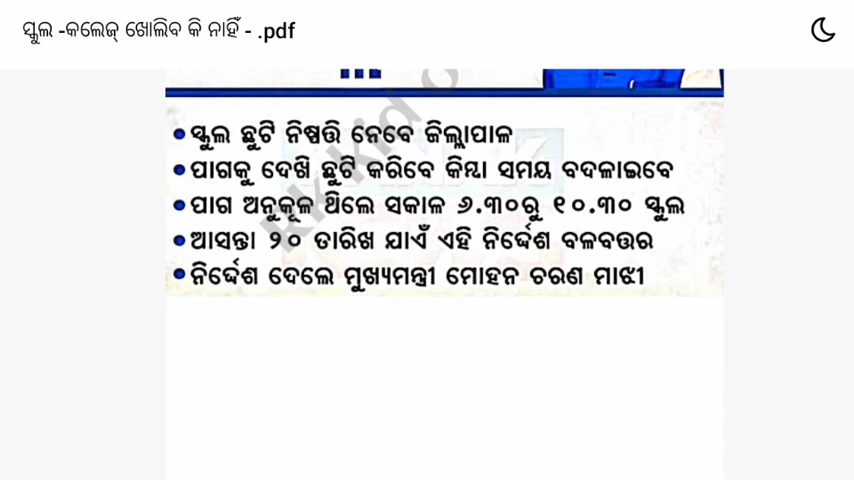 ସ୍କୁଲ -କଲେଜ୍ ଖୋଲିବ କି ନାହିଁ - .pdf
• ସ୍କୁଲ ଛୁଟି ନିଷ୍ପତ୍ତି ନେବେ ଜିଲ୍ଲାପାଳ
• ପାଗକୁ ଦେଖି ଛୁଟି କରିବେ କିମ୍ବା ସମୟ ବଦଳାଇବେ
• ପାଗ ଅନୁକୂଳ ଥିଲେ ସକାଳ ୬.୩୦ରୁ ୧୦.୩୦ ସ୍କୁଲ
• ଆସନ୍ତା ୨୦ ତାରିଖ ଯାଏଁ ଏହି ନିର୍ଦ୍ଦେଶ ବଳବତ୍ତର
• ନିର୍ଦ୍ଦେଶ ଦେଲେ ମୁଖ୍ୟମନ୍ତ୍ରୀ ମୋହନ ଚରଣ ମାଝୀ